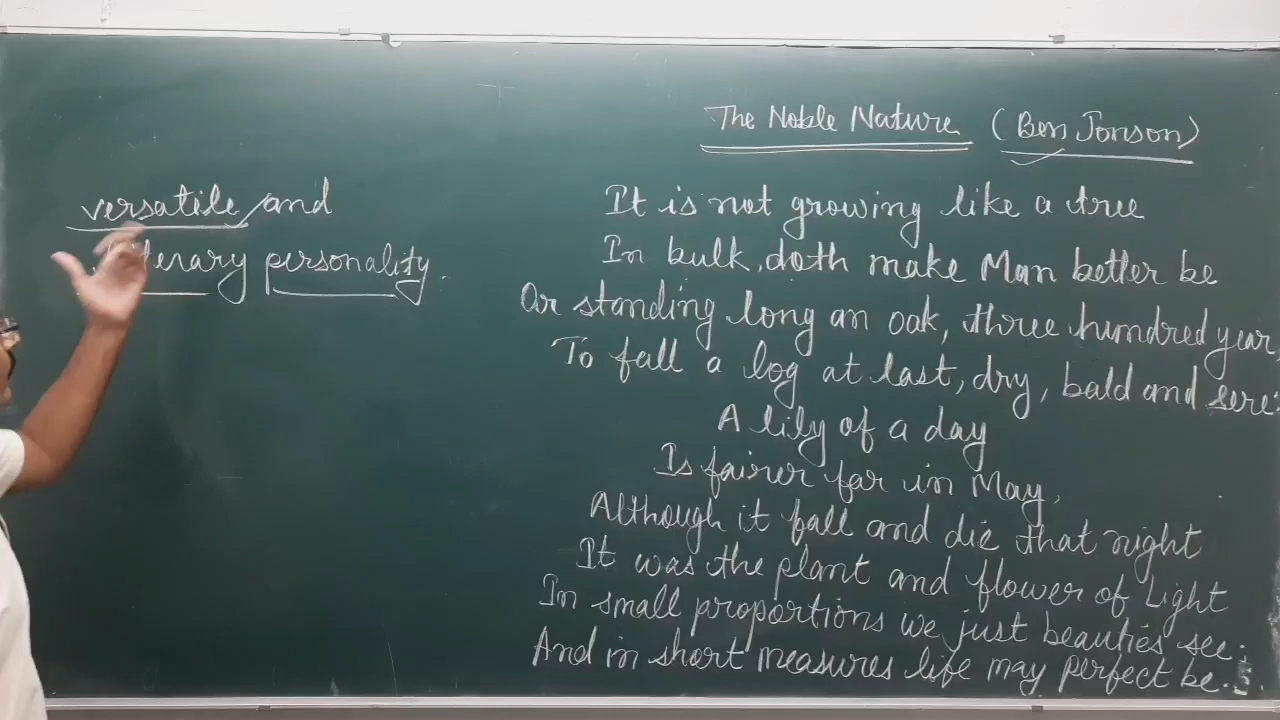 versatile and
literary personality.
The Noble Nature (Ben Jonson)
It is not growing like a tree
In bulk, doth make Man better be
Or standing long an oak, three hundred year
To fall a log at last, dry, bald and sere.
A lily of a day
Is fairer far in May,
Although it fall and die that night
It was the plant and flower of Light
In small proportions we just beauties see.
And in short measures life may perfect be.